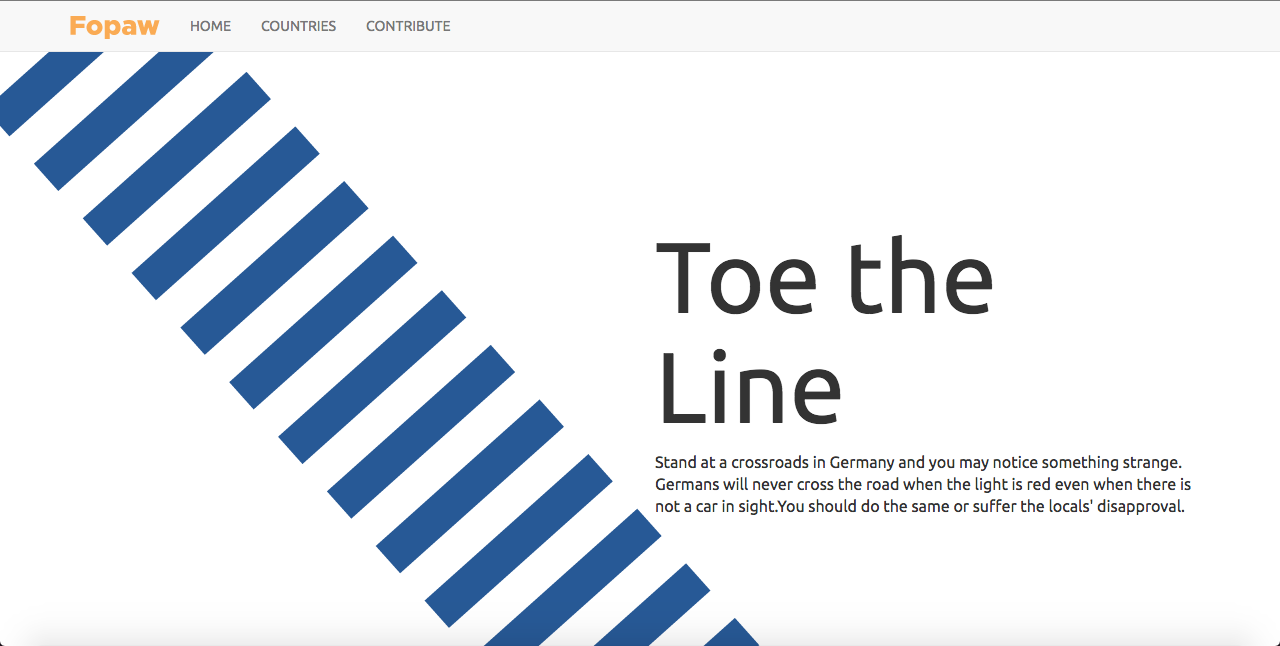 Fopaw HOME COUNTRIES CONTRIBUTE
Toe the
Line
Stand at a crossroads in Germany and you may notice something strange.
Germans will never cross the road when the light is red even when there is
not a car in sight.You should do the same or suffer the locals' disapproval.